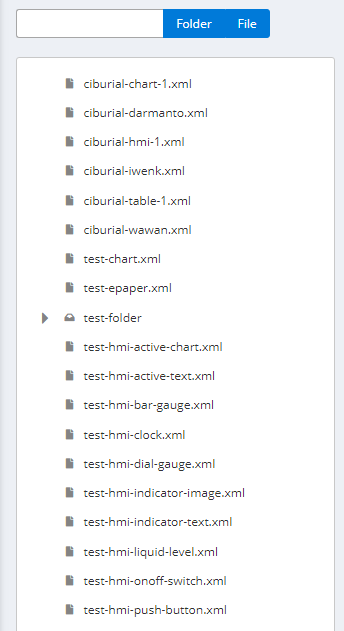 Folder File
ciburial-chart-1.xml
ciburial-darmanto.xml
ciburial-hmi-1.xml
ciburial-iwenk.xml
ciburial-table-1.xml
ciburial-wawan.xml
test-chart.xml
test-epaper.xml
test-folder
test-hmi-active-chart.xml
test-hmi-active-text.xml
test-hmi-bar-gauge.xml
test-hmi-clock.xml
test-hmi-dial-gauge.xml
test-hmi-indicator-image.xml
test-hmi-indicator-text.xml
test-hmi-liquid-level.xml
test-hmi-onoff-switch.xml
test-hmi-push-button.xml